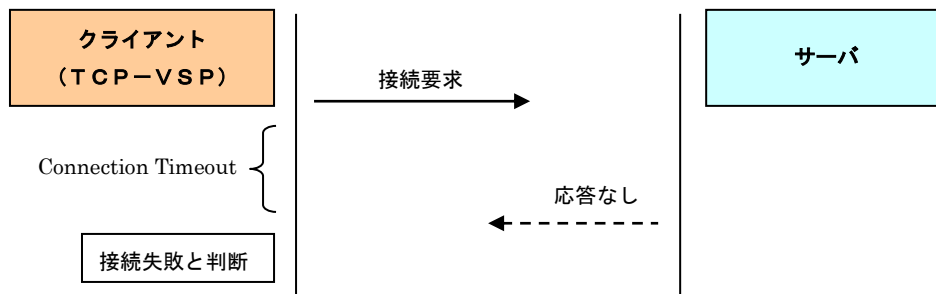 クライアント
（ＴＣＰ－ＶＳＰ）
サーバ
接続要求
Connection Timeout
応答なし
接続失敗と判断